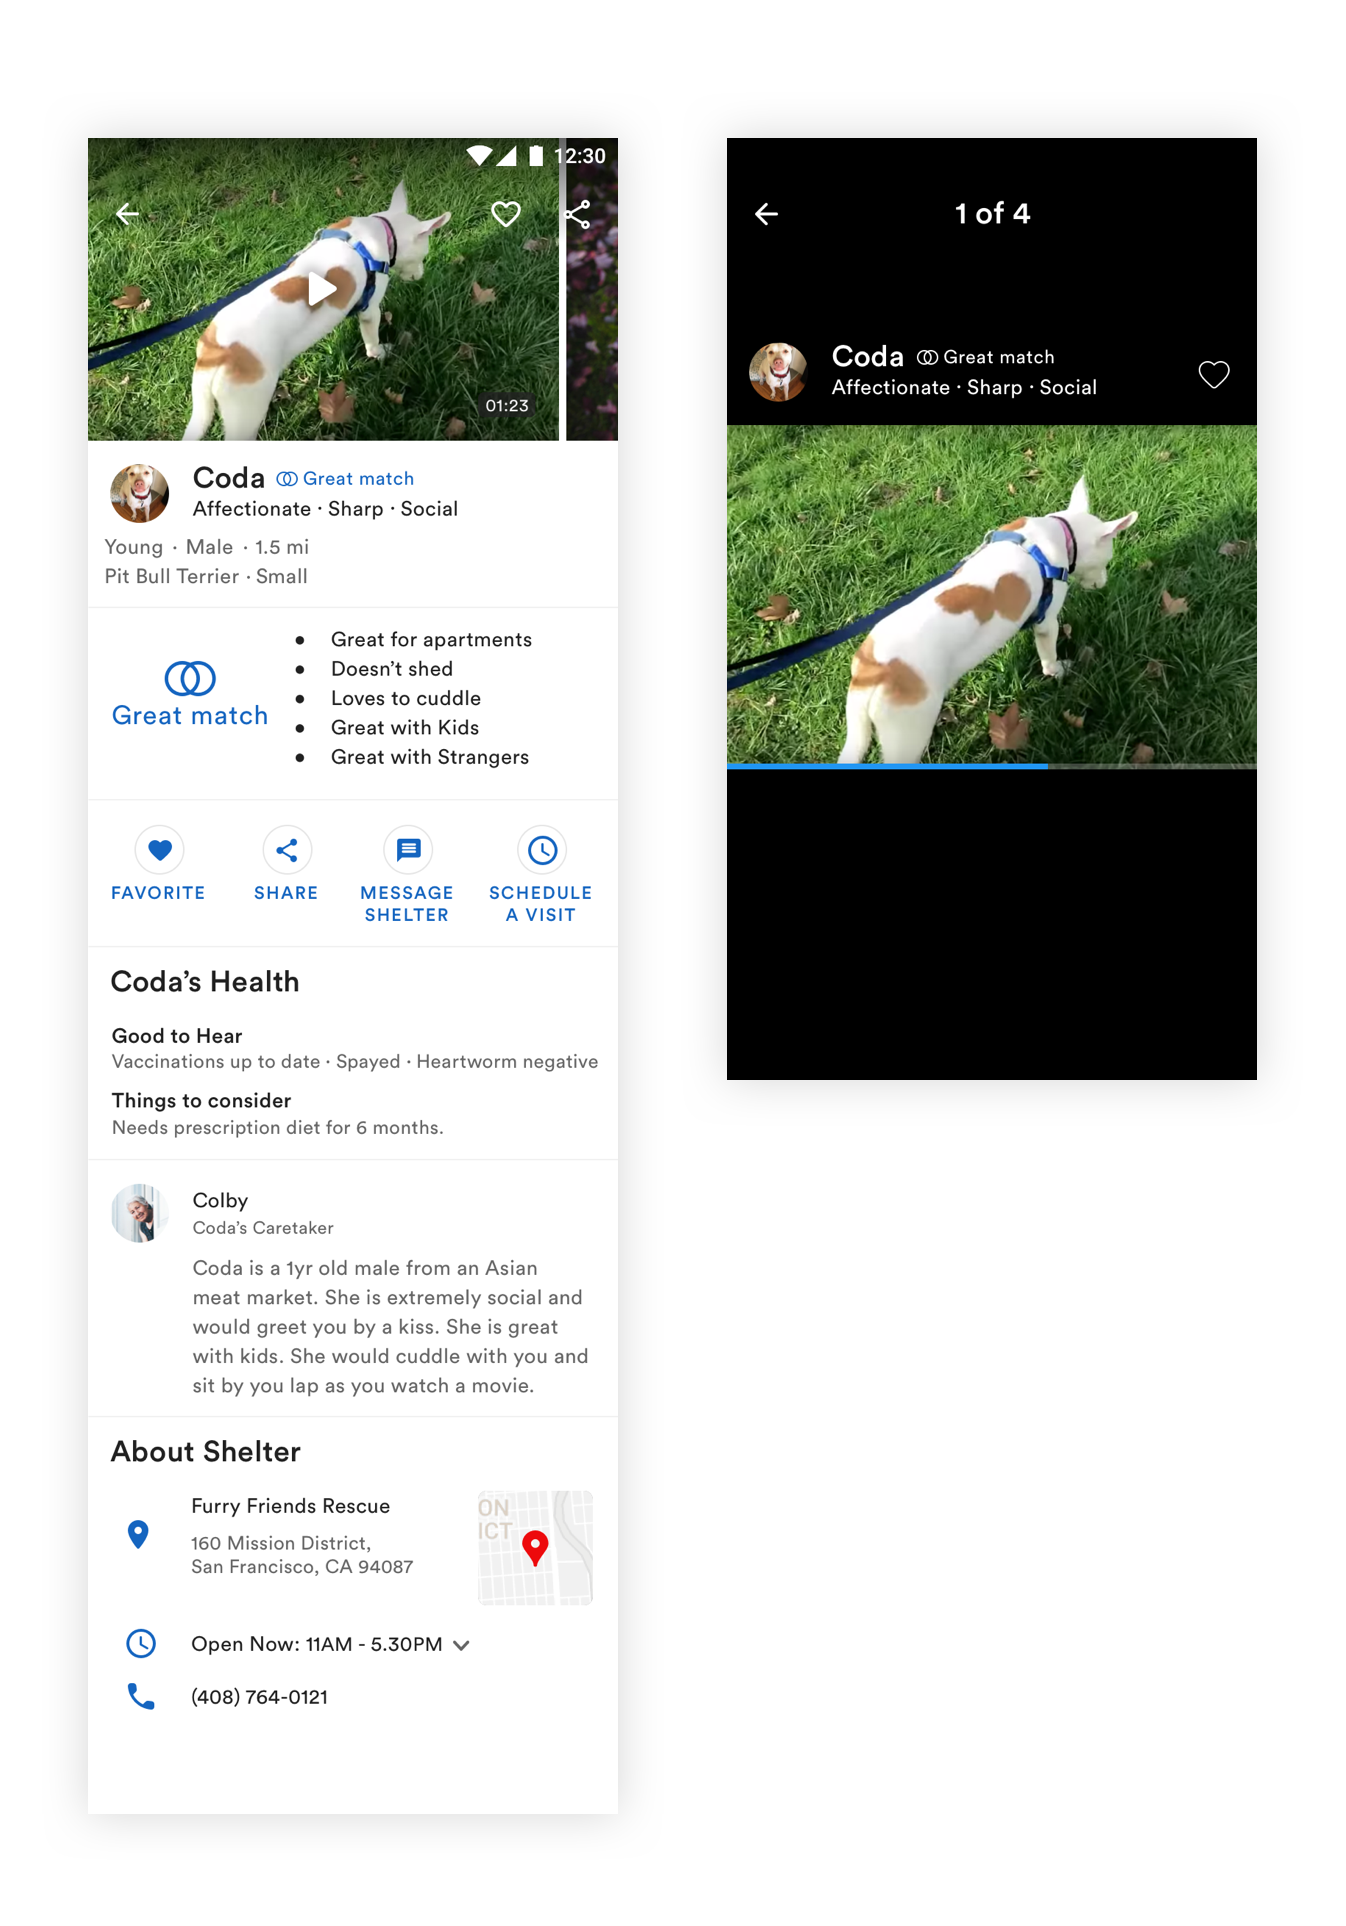 12:30
01:23
Coda Great match
Affectionate · Sharp · Social
Young · Male · 1.5 mi
Pit Bull Terrier · Small
Great match
● Great for apartments
● Doesn’t shed
● Loves to cuddle
● Great with Kids
● Great with Strangers
FAVORITE
SHARE
MESSAGE
SHELTER
SCHEDULE
A VISIT
Coda’s Health
Good to Hear
Vaccinations up to date · Spayed · Heartworm negative
Things to consider
Needs prescription diet for 6 months.
Colby
Coda’s Caretaker
Coda is a 1yr old male from an Asian
meat market. She is extremely social and
would greet you by a kiss. She is great
with kids. She would cuddle with you and
sit by you lap as you watch a movie.
About Shelter
Furry Friends Rescue
160 Mission District,
San Francisco, CA 94087
ON
ICT
Open Now: 11AM - 5.30PM
(408) 764-0121
1 of 4
Coda Great match
Affectionate · Sharp · Social